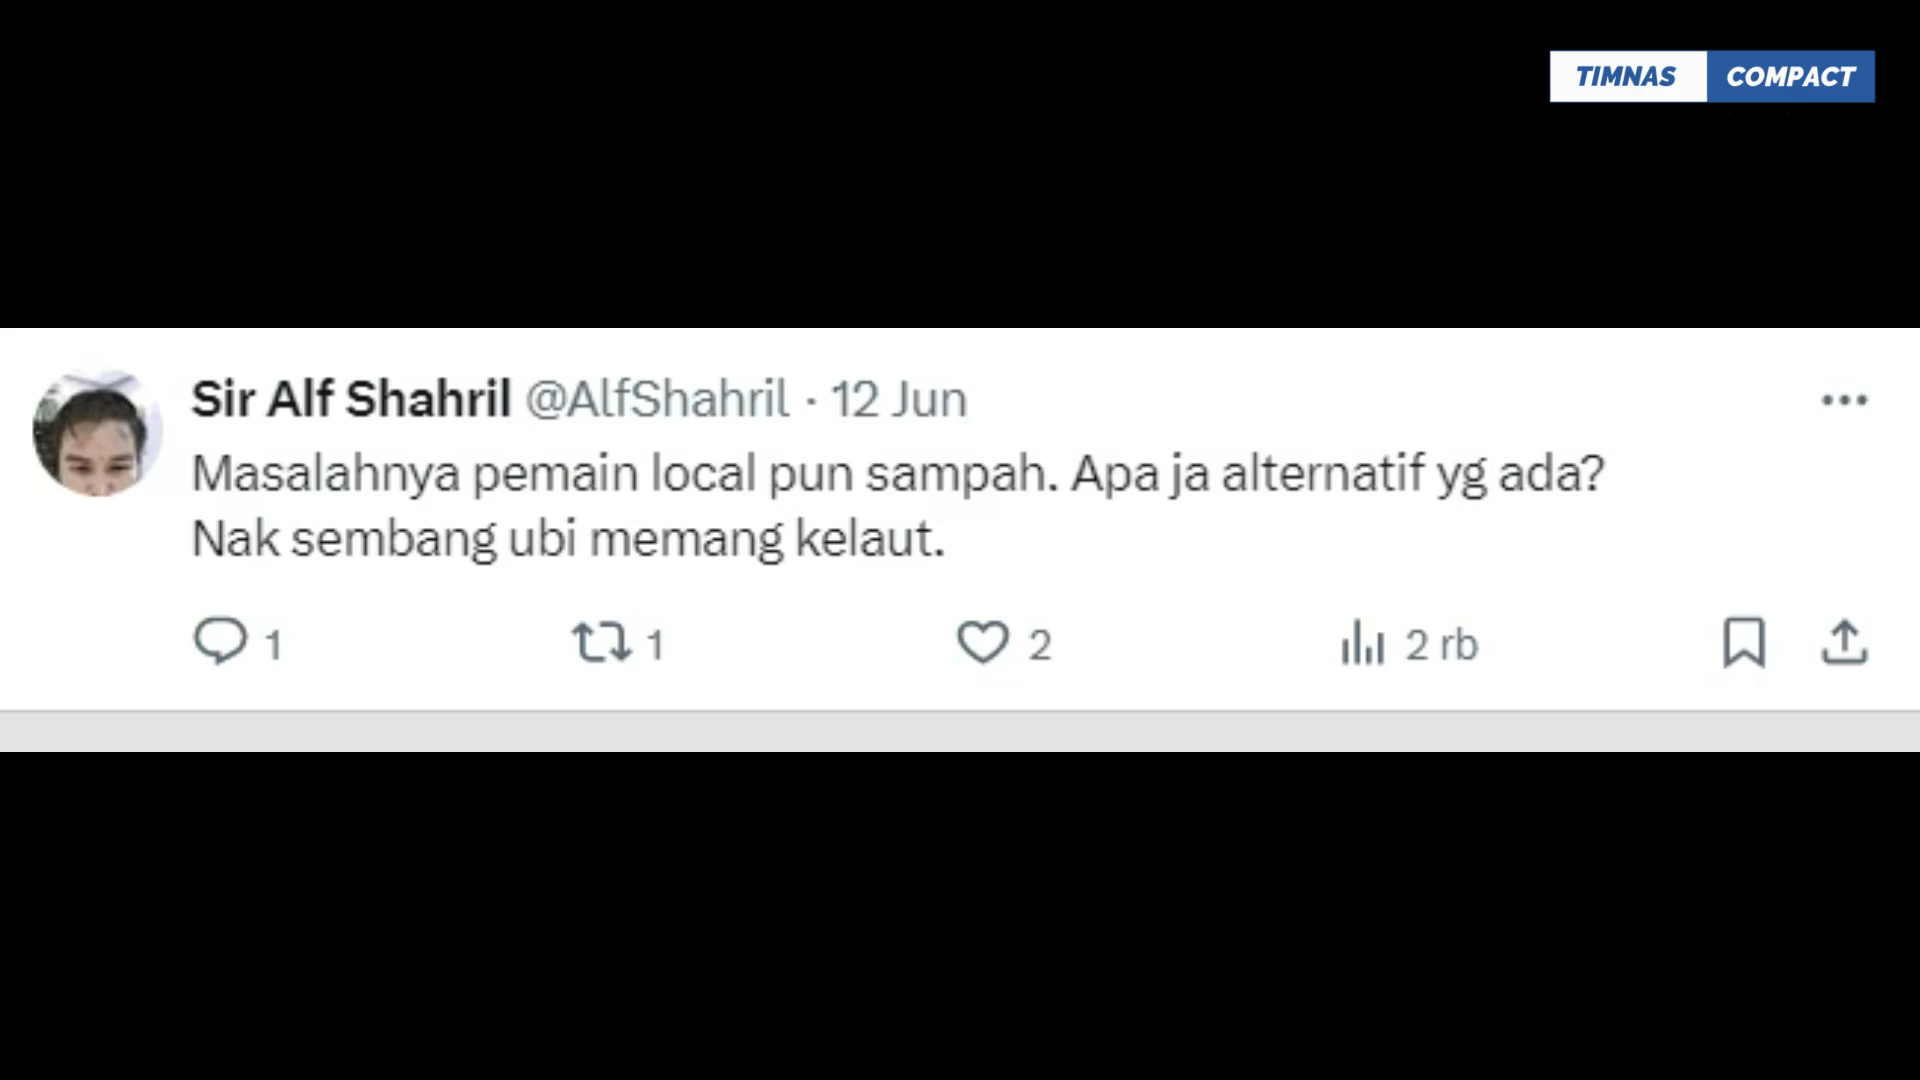 TIMNAS COMPACT
Sir Alf Shahril @AlfShahril · 12 Jun
Masalahnya pemain local pun sampah. Apa ja alternatif yg ada?
Nak sembang ubi memang kelaut.
1 1 2 2 rb